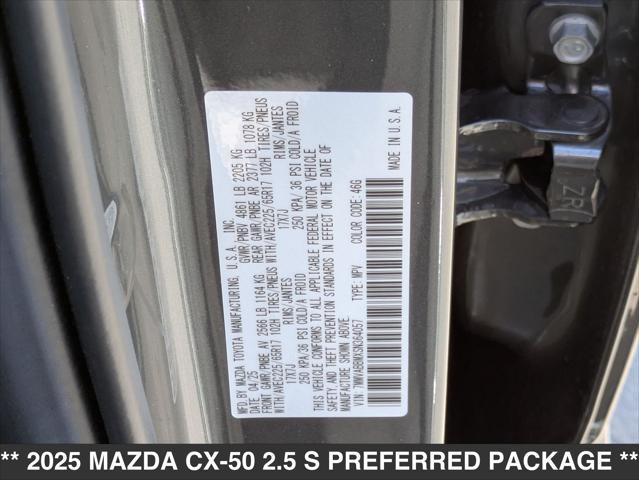 MFD.BY MAZDA TOYOTA MANUFACTURING, U.S.A., INC.
DATE 04/25 GVWR/PNBV 4861 LB 2205 KG
FRONT GAWR/PNBE AV 2566 LB 1164 KG REAR GAWR/PNBE AR 2377 LB 1078 KG
WITH/AVEC225/65R17 102H TIRES/PNEUS WITH/AVEC225/65R17 102H TIRES/PNEUS
17X7J RIMS/JANTES 17X7J RIMS/JANTES
250 KPA/36 PSI COLD/A FROID 250 KPA/ 36 PSI COLD/A FROID
THIS VEHICLE CONFORMS TO ALL APPLICABLE FEDERAL MOTOR VEHICLE
SAFETY,AND THEFT PREVENTION STANDARDS IN EFFECT ON THE DATE OF
MANUFACTURE SHOWN ABOVE.
VIN: TYPE: MPV COLOR CODE: 46G
MADE IN U.S.A.
ZR
** 2025 MAZDA CX-50 2.5 S PREFERRED PACKAGE **